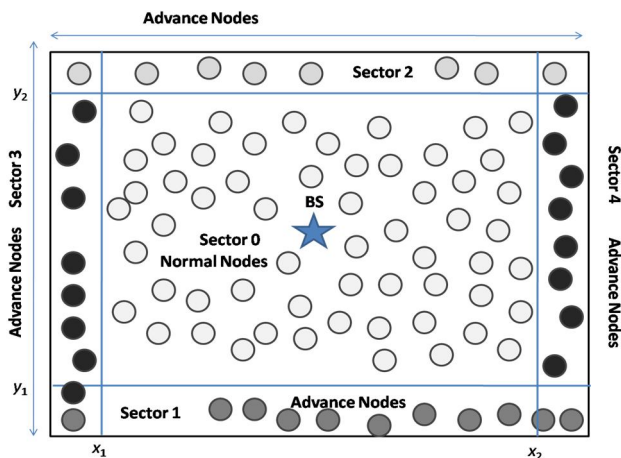 Advance Nodes
Sector 2
y2
Sector 3
Advance Nodes
BS
Sector 0
Normal Nodes
Sector 4
Advance Nodes
y1
Sector 1
Advance Nodes
x1
x2